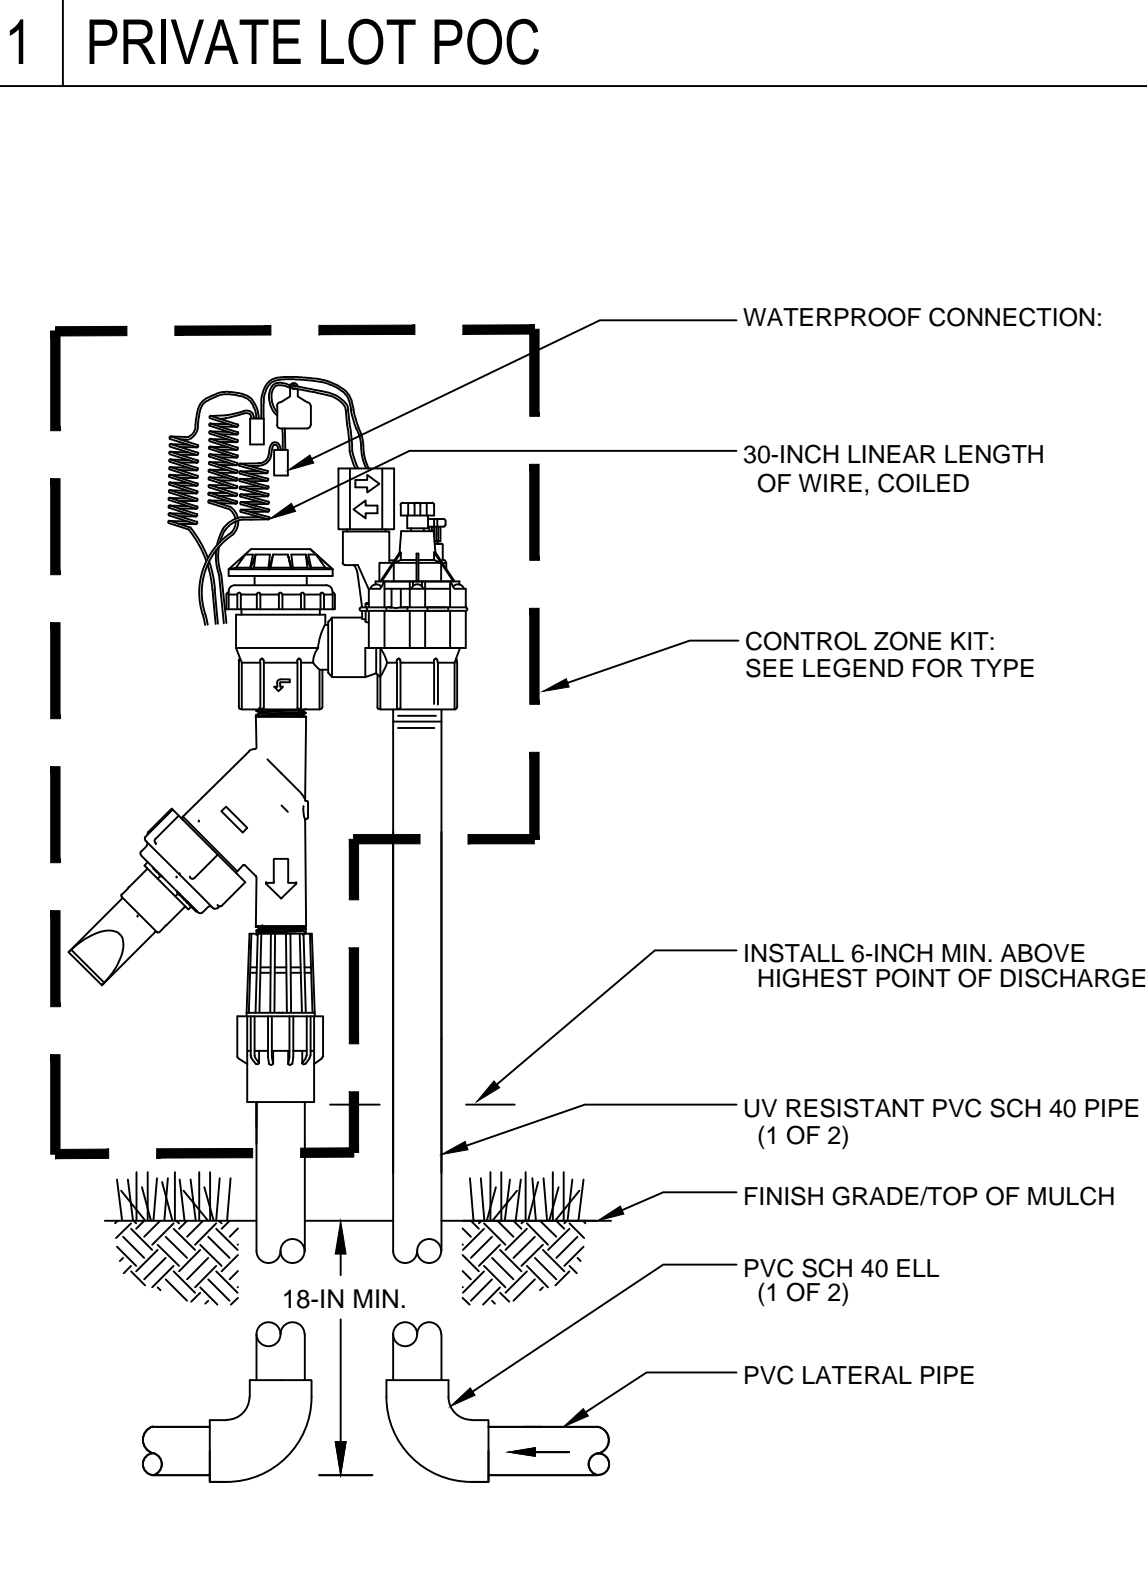 1 PRIVATE LOT POC
WATERPROOF CONNECTION:
30-INCH LINEAR LENGTH
OF WIRE, COILED
CONTROL ZONE KIT:
SEE LEGEND FOR TYPE
INSTALL 6-INCH MIN. ABOVE
HIGHEST POINT OF DISCHARGE
UV RESISTANT PVC SCH 40 PIPE
(1 OF 2)
FINISH GRADE/TOP OF MULCH
PVC SCH 40 ELL
(1 OF 2)
18-IN MIN.
PVC LATERAL PIPE